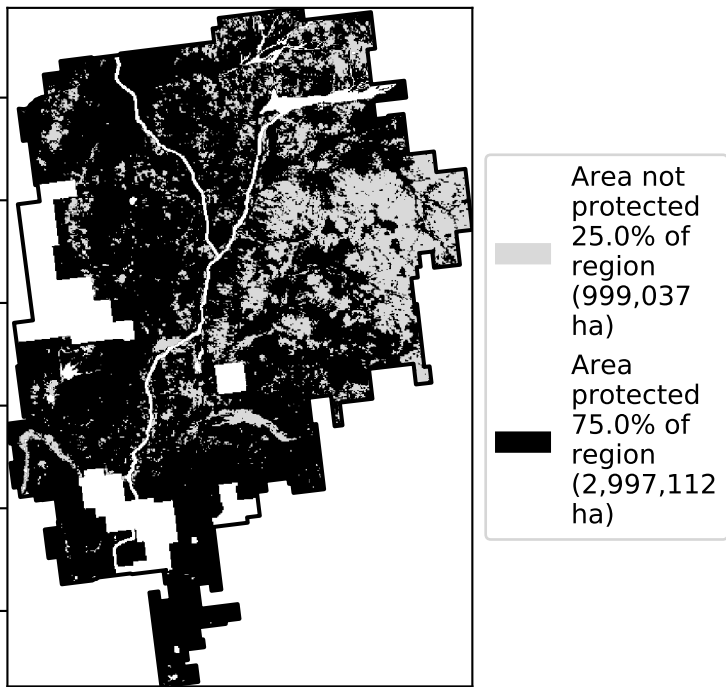 Area not
protected
25.0% of
region
(999,037
ha)
Area
protected
75.0% of
region
(2,997,112
ha)